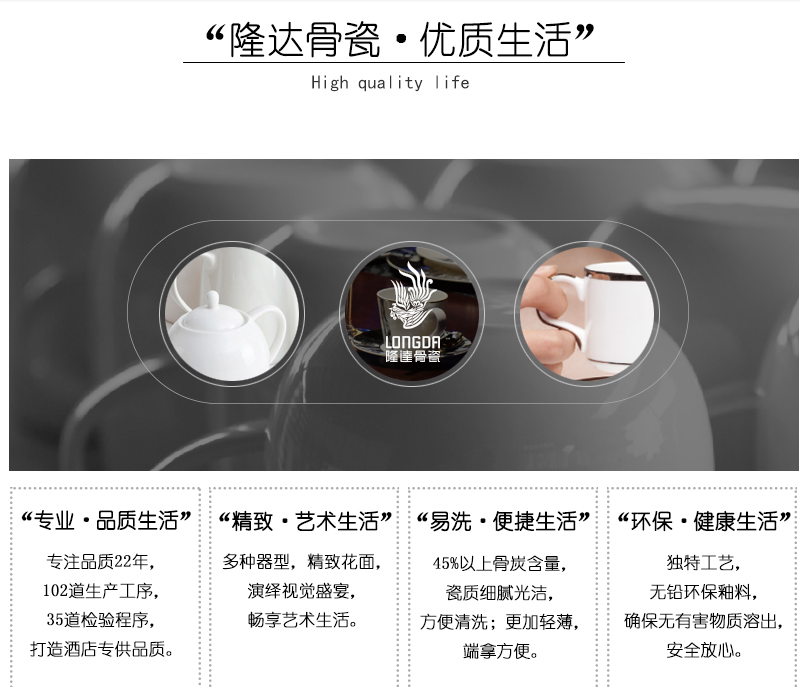 “隆达骨瓷·优质生活”
High quality life
LONGDA
隆達骨瓷
“专业·品质生活”
专注品质22年，
102道生产工序，
35道检验程序，
打造酒店专供品质。
“精致·艺术生活”
多种器型，精致花面，
演绎视觉盛宴，
畅享艺术生活。
“易洗·便捷生活”
45%以上骨炭含量，
瓷质细腻光洁，
方便清洗；更加轻薄，
端拿方便。
“环保·健康生活”
独特工艺，
无铅环保釉料，
确保无有害物质溶出，
安全放心。